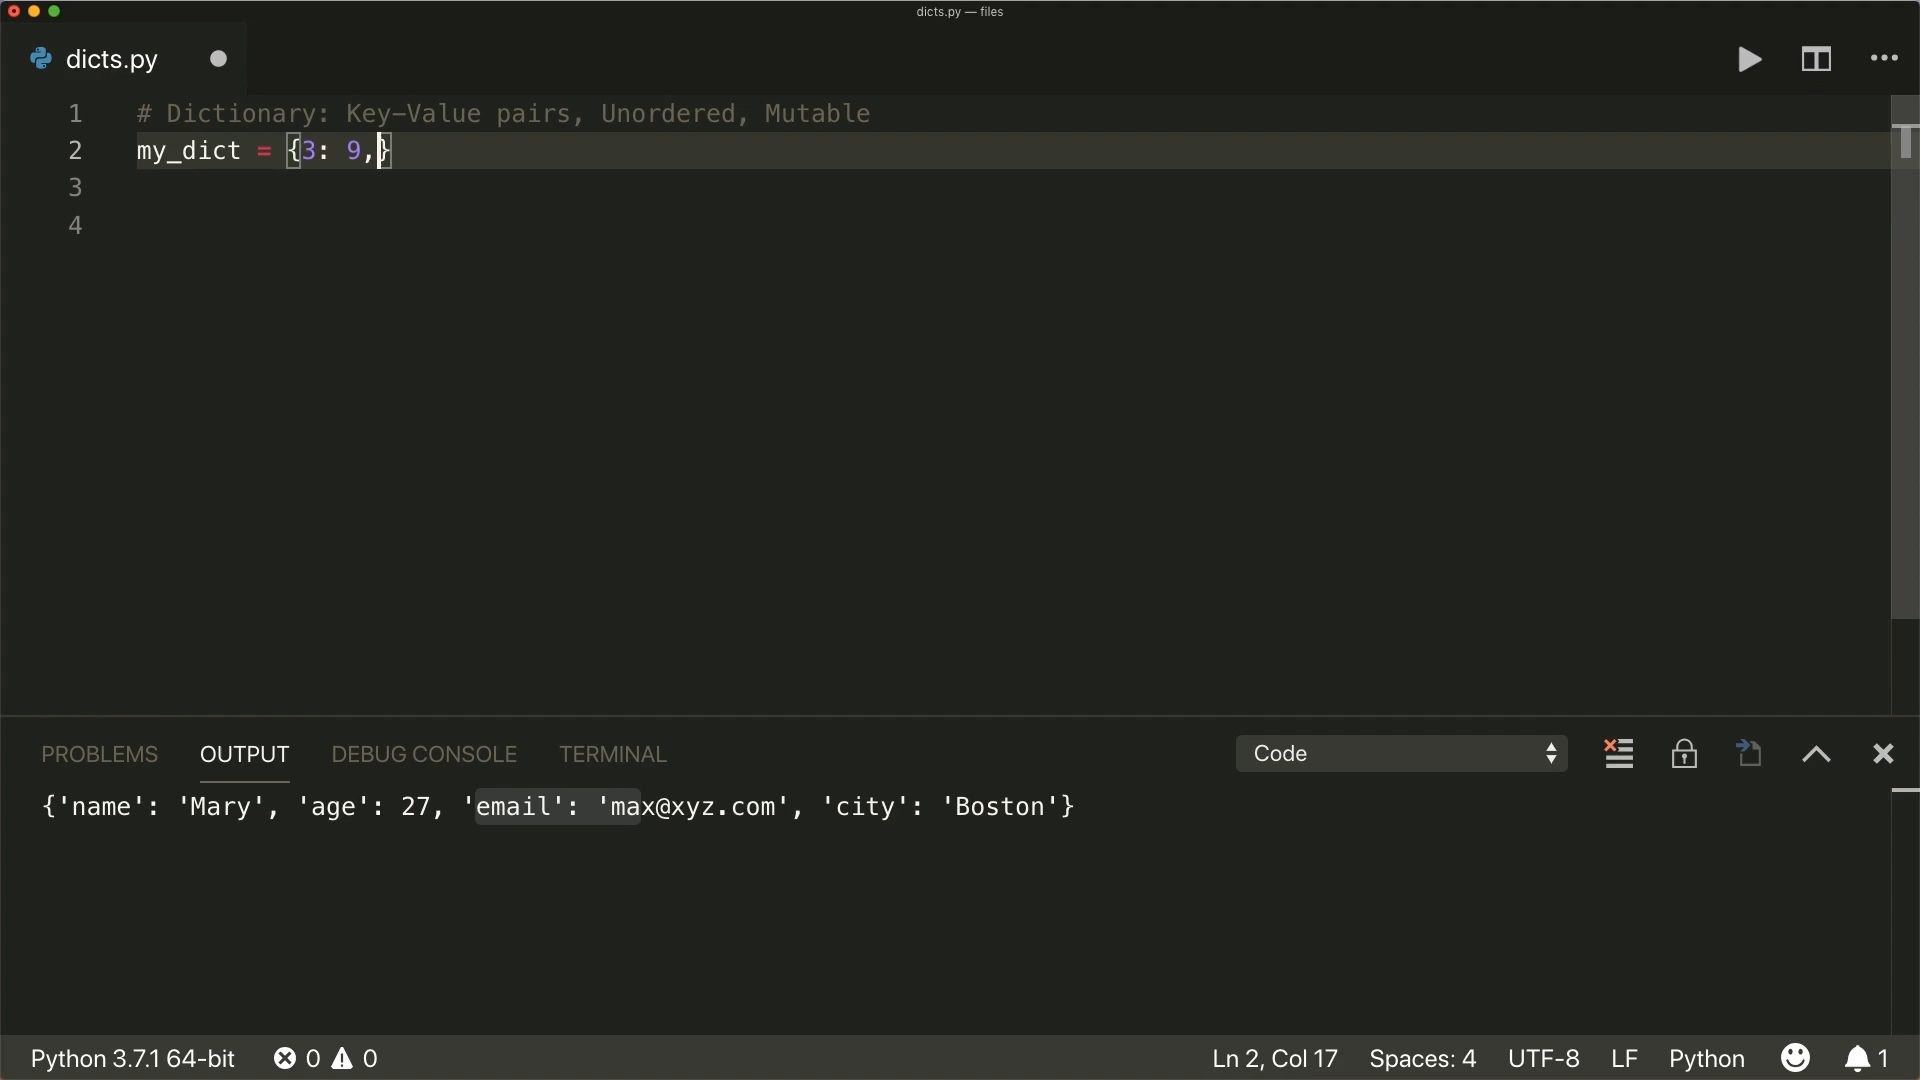 dicts.py — files
dicts.py
1 # Dictionary: Key-Value pairs, Unordered, Mutable
2 my_dict = {3: 9,}
3
4
PROBLEMS OUTPUT DEBUG CONSOLE TERMINAL Code
{'name': 'Mary', 'age': 27, 'email': 'max@xyz.com', 'city': 'Boston'}
Python 3.7.1 64-bit 0 0 Ln 2, Col 17 Spaces: 4 UTF-8 LF Python 1